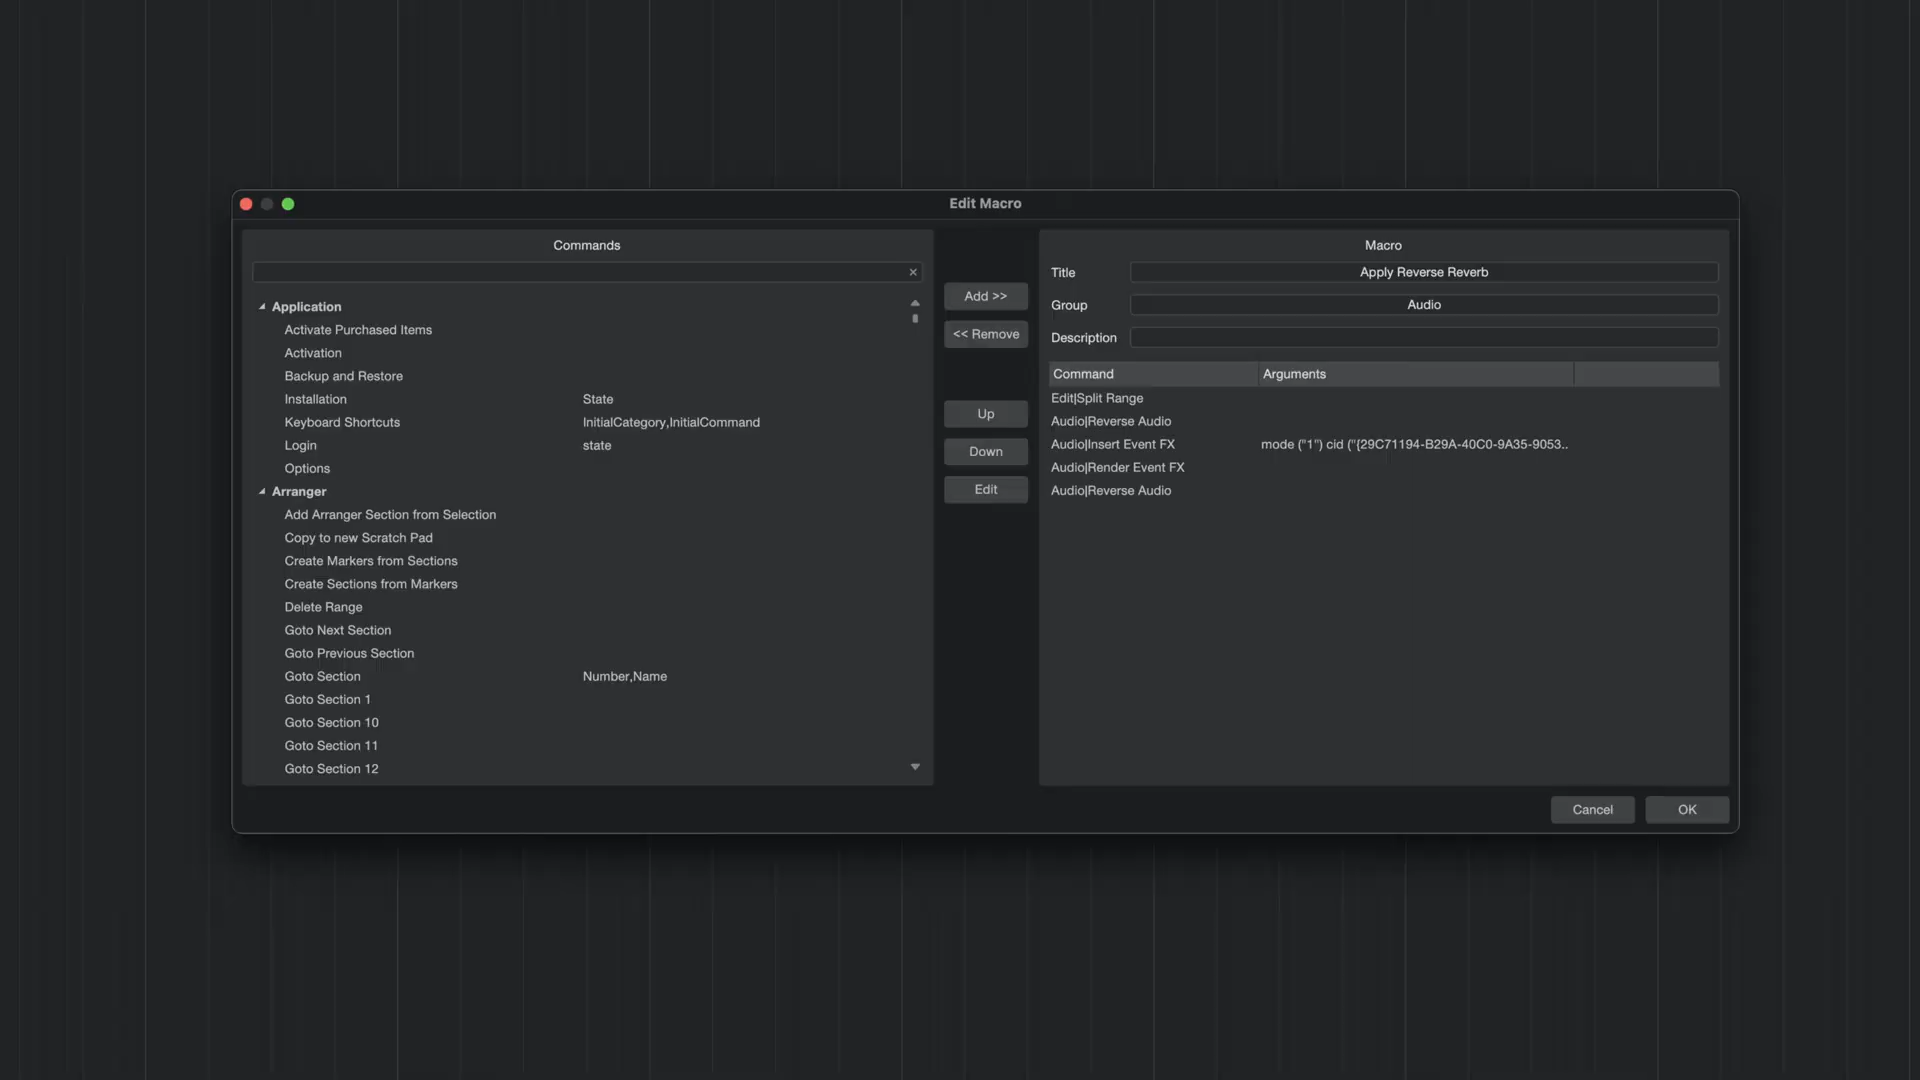 Edit Macro
Commands
Application
Activate Purchased Items
Activation
Backup and Restore
Installation State
Keyboard Shortcuts InitialCategory,InitialCommand
Login state
Options
Arranger
Add Arranger Section from Selection
Copy to new Scratch Pad
Create Markers from Sections
Create Sections from Markers
Delete Range
Goto Next Section
Goto Previous Section
Goto Section Number,Name
Goto Section 1
Goto Section 10
Goto Section 11
Goto Section 12
Add >>
<< Remove
Up
Down
Edit
Macro
Title Apply Reverse Reverb
Group Audio
Description
Command Arguments
Edit|Split Range
Audio|Reverse Audio
Audio|Insert Event FX mode ("1") cid ("{29C71194-B29A-40C0-9A35-9053..
Audio|Render Event FX
Audio|Reverse Audio
Cancel OK